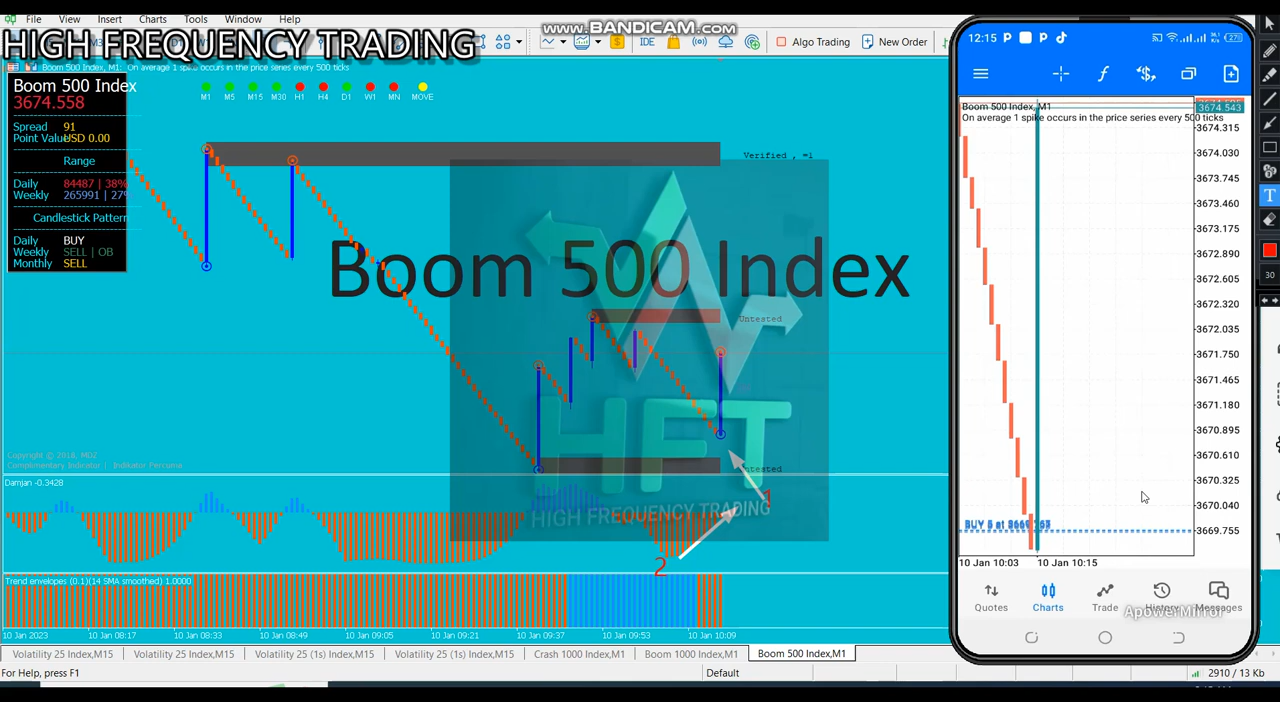 File View Insert Charts Tools Window Help
www.BANDICAM.com
HIGH FREQUENCY TRADING
IDE
Algo Trading
New Order
Boom 500 Index, M1: On average 1 spike occurs in the price series every 500 ticks
Boom 500 Index
3674.558
Spread 91
Point Value USD 0.00
Range
Daily 84487 | 38%
Weekly 265991 | 27%
Candlestick Pattern
Daily BUY
Weekly SELL | OB
Monthly SELL
M1 M5 M15 M30 H1 H4 D1 W1 MN MOVE
Verified , =1
Boom 500 Index
Untested
Untested
HFT
HIGH FREQUENCY TRADING
1
2
Copyright © 2018, MDZ
Complimentary Indicator | Indikator Percuma
Damjan -0.3428
Trend envelopes (0.1)(14 SMA smoothed) 1.0000
10 Jan 2023 10 Jan 08:17 10 Jan 08:33 10 Jan 08:49 10 Jan 09:05 10 Jan 09:21 10 Jan 09:37 10 Jan 09:53 10 Jan 10:09
Volatility 25 Index,M15 Volatility 25 Index,M15 Volatility 25 (1s) Index,M15 Volatility 25 (1s) Index,M15 Crash 1000 Index,M1 Boom 1000 Index,M1 Boom 500 Index,M1
For Help, press F1
Default
2910 / 13 Kb
12:15
Boom 500 Index, M1
On average 1 spike occurs in the price series every 500 ticks
3674.543
3674.315
3674.030
3673.745
3673.460
3673.175
3672.890
3672.605
3672.320
3672.035
3671.750
3671.465
3671.180
3670.895
3670.610
3670.325
3670.040
3669.755
10 Jan 10:03 10 Jan 10:15
Quotes Charts Trade History Messages
ApowerMirror
30